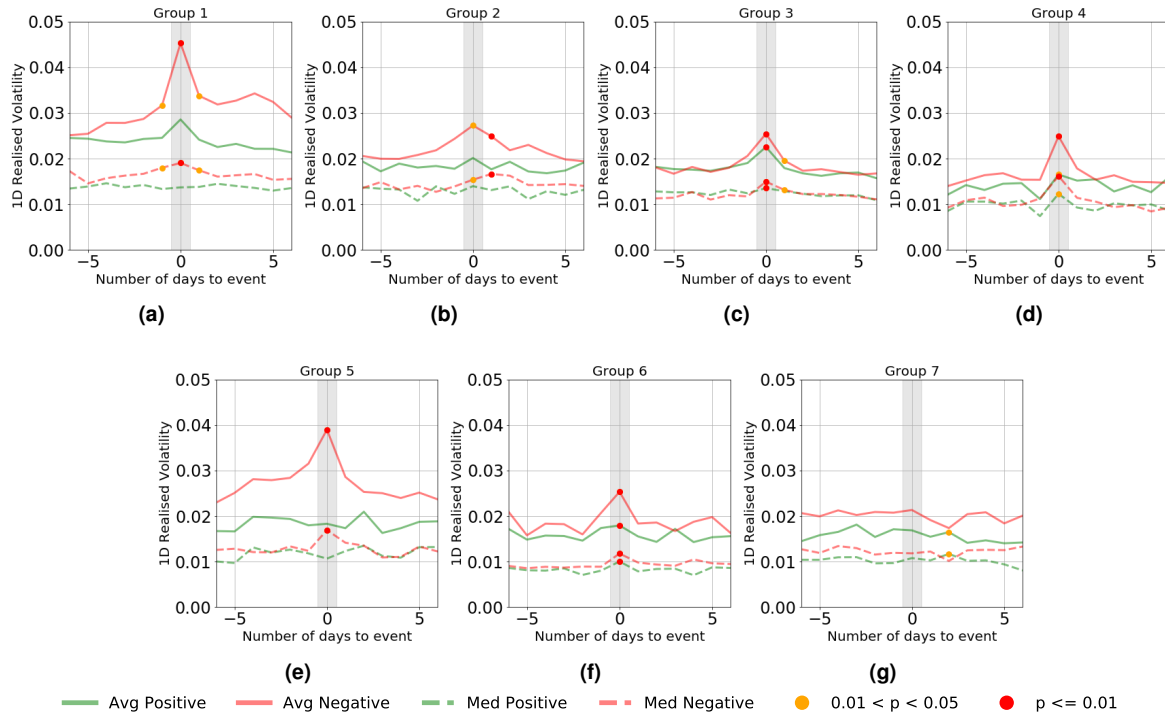 Group 1
0.05
0.04
0.03
0.02
0.01
0.00
1D Realised Volatility
−5 0 5
Number of days to event
(a)
Group 2
0.05
0.04
0.03
0.02
0.01
0.00
1D Realised Volatility
−5 0 5
Number of days to event
(b)
Group 3
0.05
0.04
0.03
0.02
0.01
0.00
1D Realised Volatility
−5 0 5
Number of days to event
(c)
Group 4
0.05
0.04
0.03
0.02
0.01
0.00
1D Realised Volatility
−5 0 5
Number of days to event
(d)
Group 5
0.05
0.04
0.03
0.02
0.01
0.00
1D Realised Volatility
−5 0 5
Number of days to event
(e)
Group 6
0.05
0.04
0.03
0.02
0.01
0.00
1D Realised Volatility
−5 0 5
Number of days to event
(f)
Group 7
0.05
0.04
0.03
0.02
0.01
0.00
1D Realised Volatility
−5 0 5
Number of days to event
(g)
Avg Positive Avg Negative Med Positive Med Negative 0.01 < p < 0.05 p <= 0.01